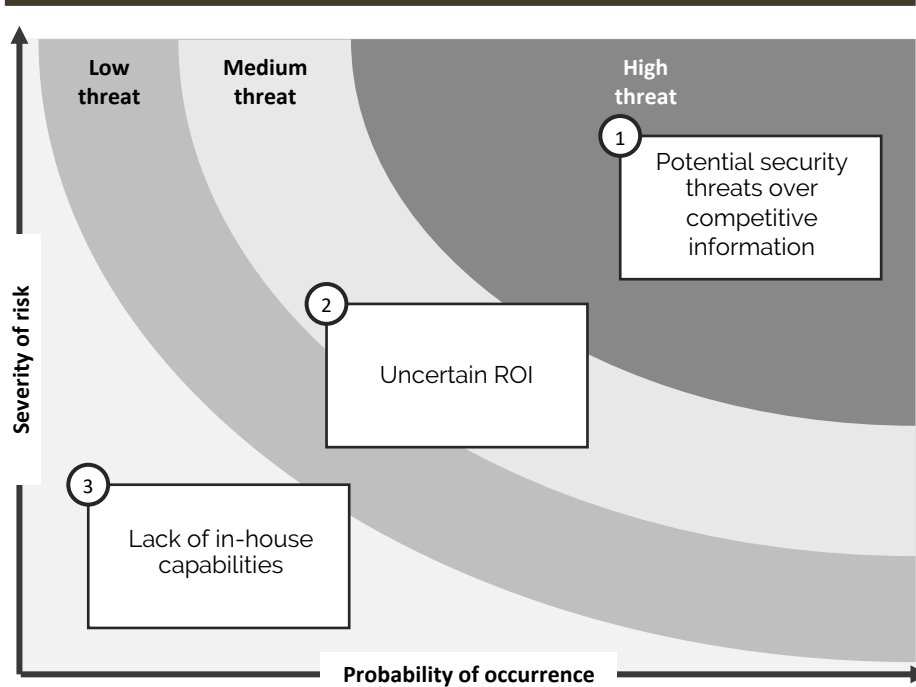 Low
threat
Medium
threat
High
threat
1
Potential security
threats over
competitive
information
2
Uncertain ROI
Severity of risk
3
Lack of in-house
capabilities
Probability of occurrence